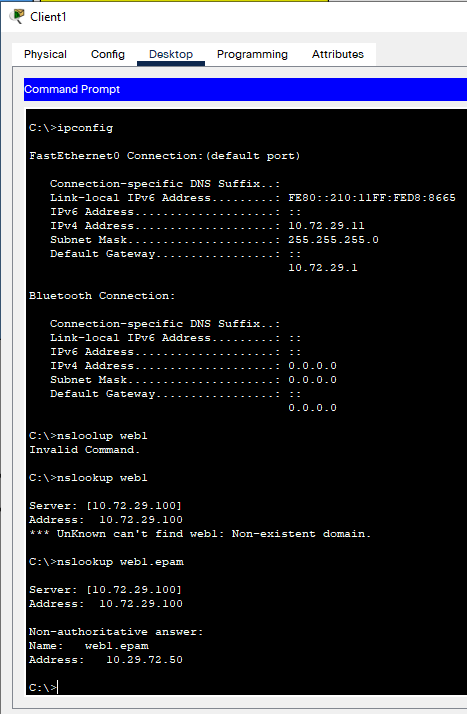 Client1
Physical Config Desktop Programming Attributes
Command Prompt
C:\>ipconfig
FastEthernet0 Connection:(default port)
Connection-specific DNS Suffix..:
Link-local IPv6 Address.........: FE80::210:11FF:FED8:8665
IPv6 Address....................: ::
IPv4 Address....................: 10.72.29.11
Subnet Mask.....................: 255.255.255.0
Default Gateway.................: ::
10.72.29.1
Bluetooth Connection:
Connection-specific DNS Suffix..:
Link-local IPv6 Address.........: ::
IPv6 Address....................: ::
IPv4 Address....................: 0.0.0.0
Subnet Mask.....................: 0.0.0.0
Default Gateway.................: ::
0.0.0.0
C:\>nsloolup web1
Invalid Command.
C:\>nslookup web1
Server: [10.72.29.100]
Address:  10.72.29.100
*** UnKnown can't find web1: Non-existent domain.
C:\>nslookup web1.epam
Server: [10.72.29.100]
Address:  10.72.29.100
Non-authoritative answer:
Name:   web1.epam
Address:   10.29.72.50
C:\>